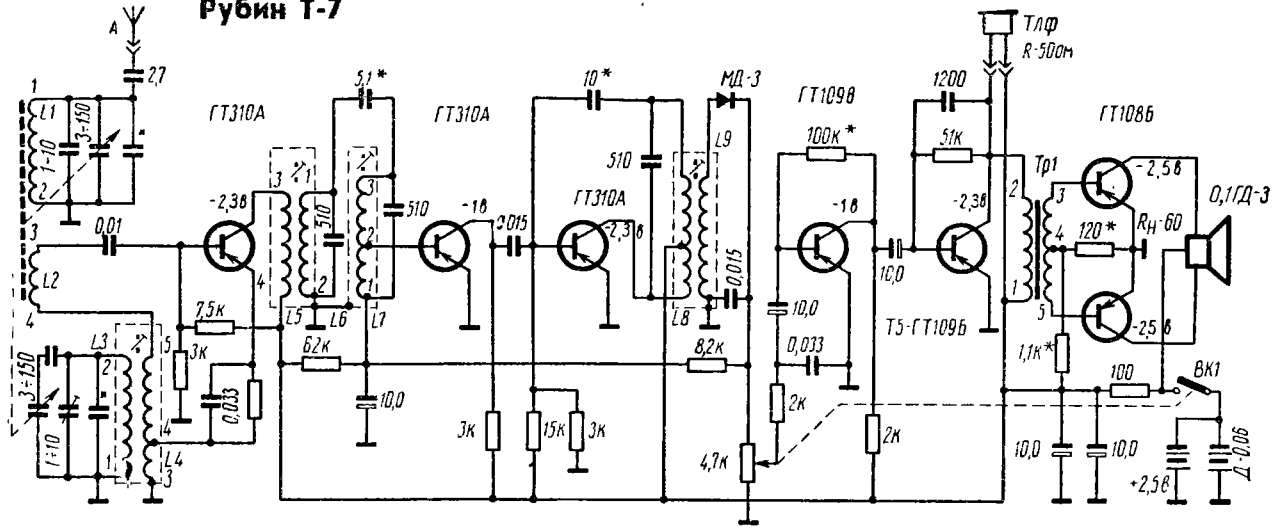 Рубин Т-7
А
2,7
Тлф
R-50ом
5,1*
10*
МД-3
1200
1
L1
1÷10
3÷150
*
2
ГТ310А
ГТ310А
510
L9
ГТ109В
100к*
51к
ГТ108Б
3
0,01
-2,3в
4
3
1
510
2
3
2
1
510
-1в
0,015
ГТ310А
-2,3в
0,015
-1в
10,0
-2,3в
Тр1
2
1
3
4
5
-2,5в
120*
Rн-60
0,1ГД-3
-2,5в
L2
4
7,5к
3к
L5
L6
L7
L8
10,0
Т5-ГТ109Б
3÷150
1÷10
L3
2
*
1
5
4
L4
3
0,033
62к
8,2к
0,033
1,1к*
100
ВК1
10,0
3к
15к
3к
4,7к
2к
2к
10,0
10,0
+2,5в
Д-0,06